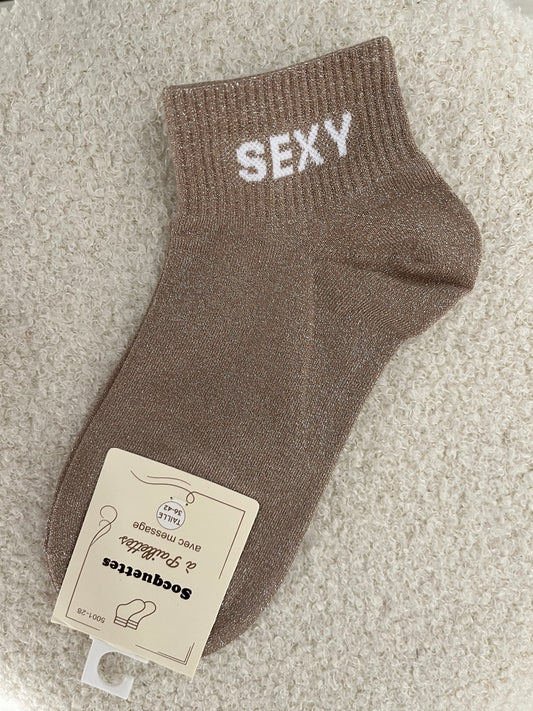 SEXY
Socquettes
à Paillettes
avec message
TAILLE
36-42
5001-28